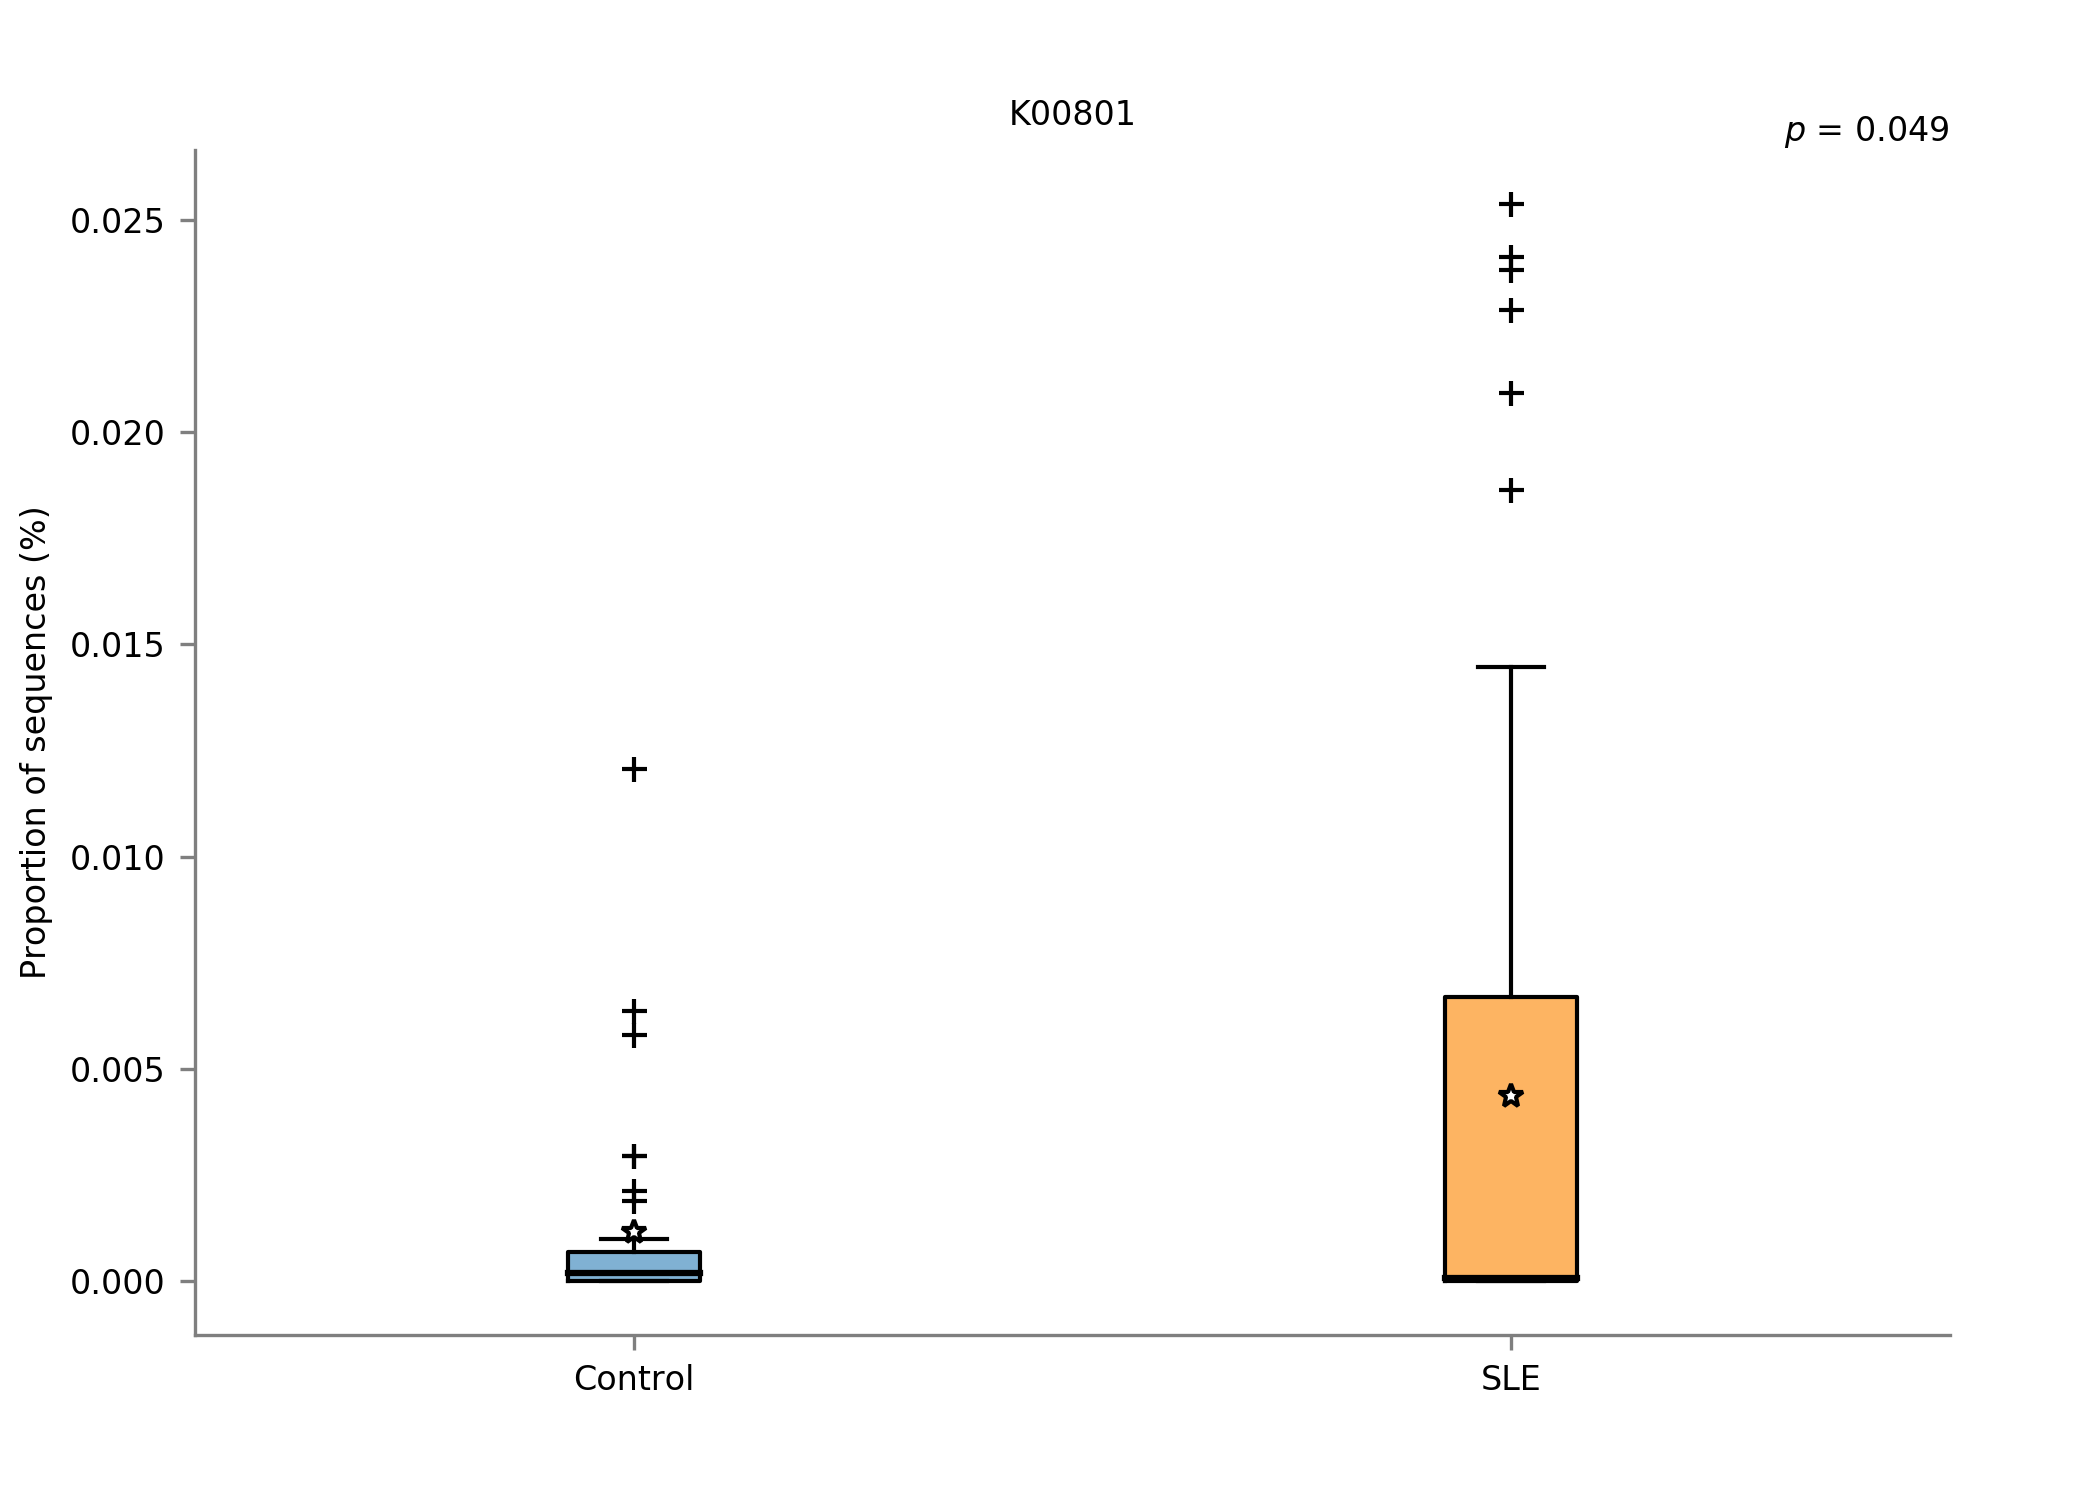 K00801
p = 0.049
Proportion of sequences (%)
0.025
0.020
0.015
0.010
0.005
0.000
Control
SLE